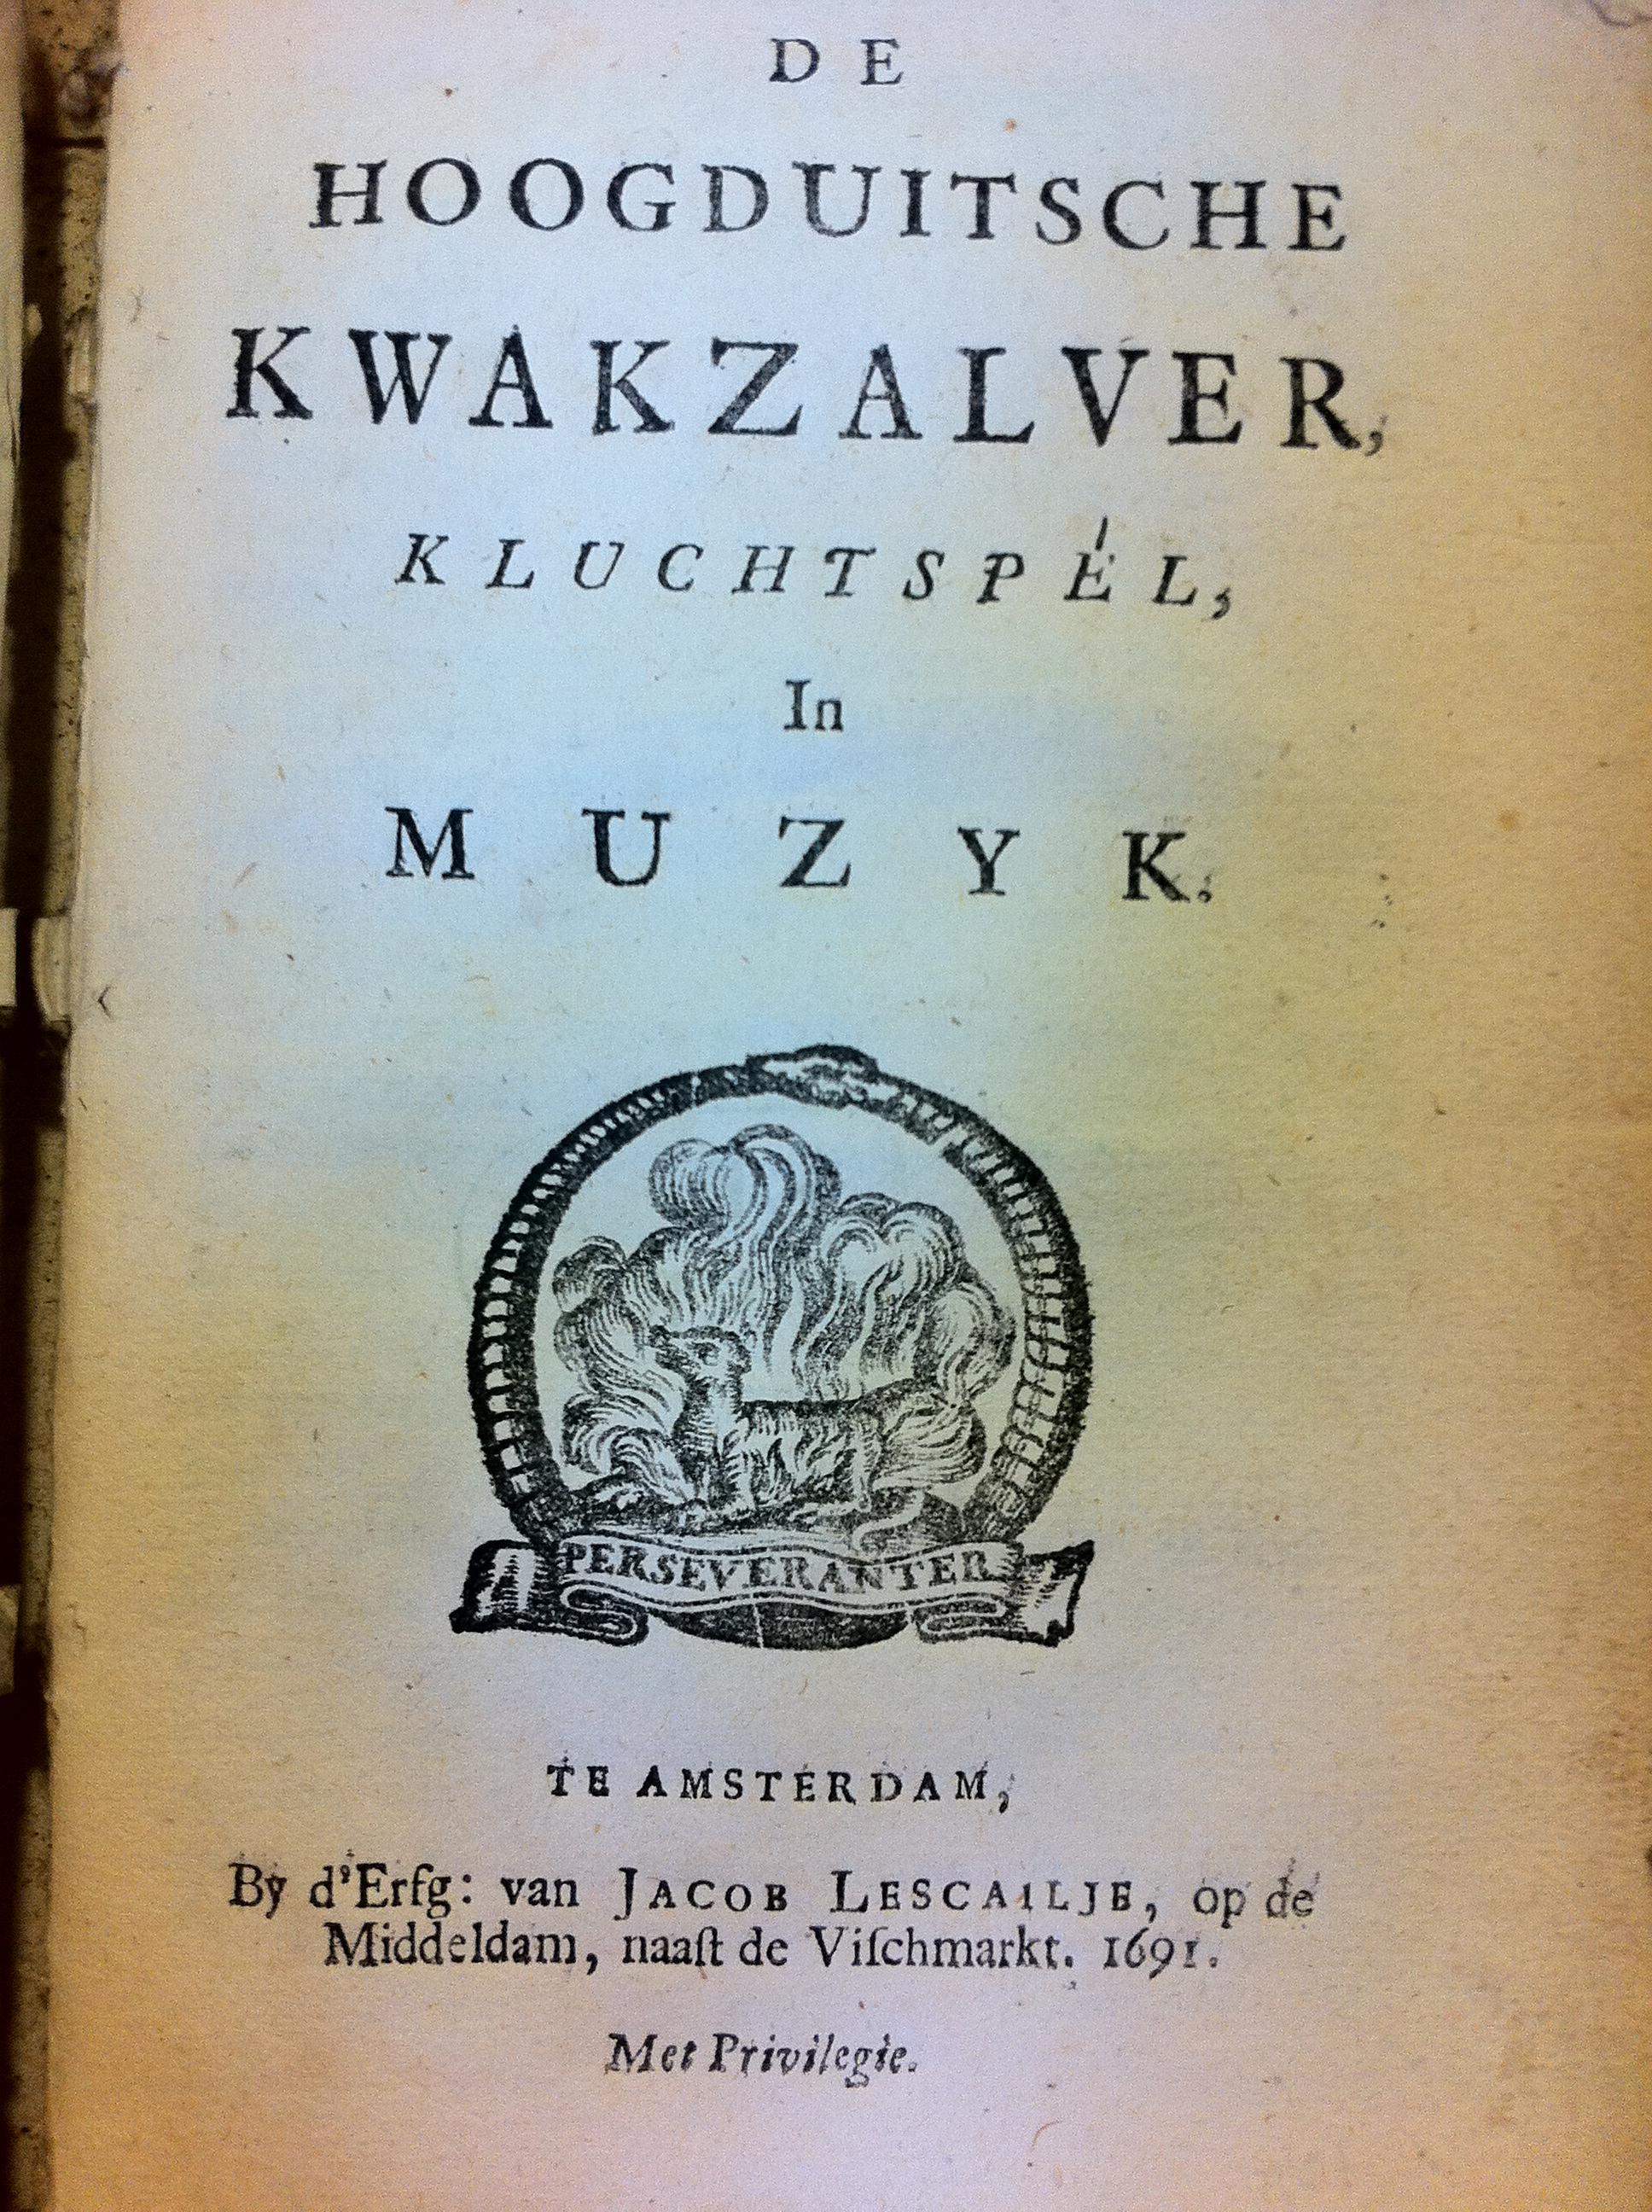 DE
HOOGDUITSCHE
KWAKZALVER,
KLUCHTSPÉL,
In
MUZYK.
PERSEVERANTER
TE AMSTERDAM,
By d'Erfg: van JACOB LESCAILJE, op de
Middeldam, naaſt de Viſchmarkt. 1691.
Met Privilegie.